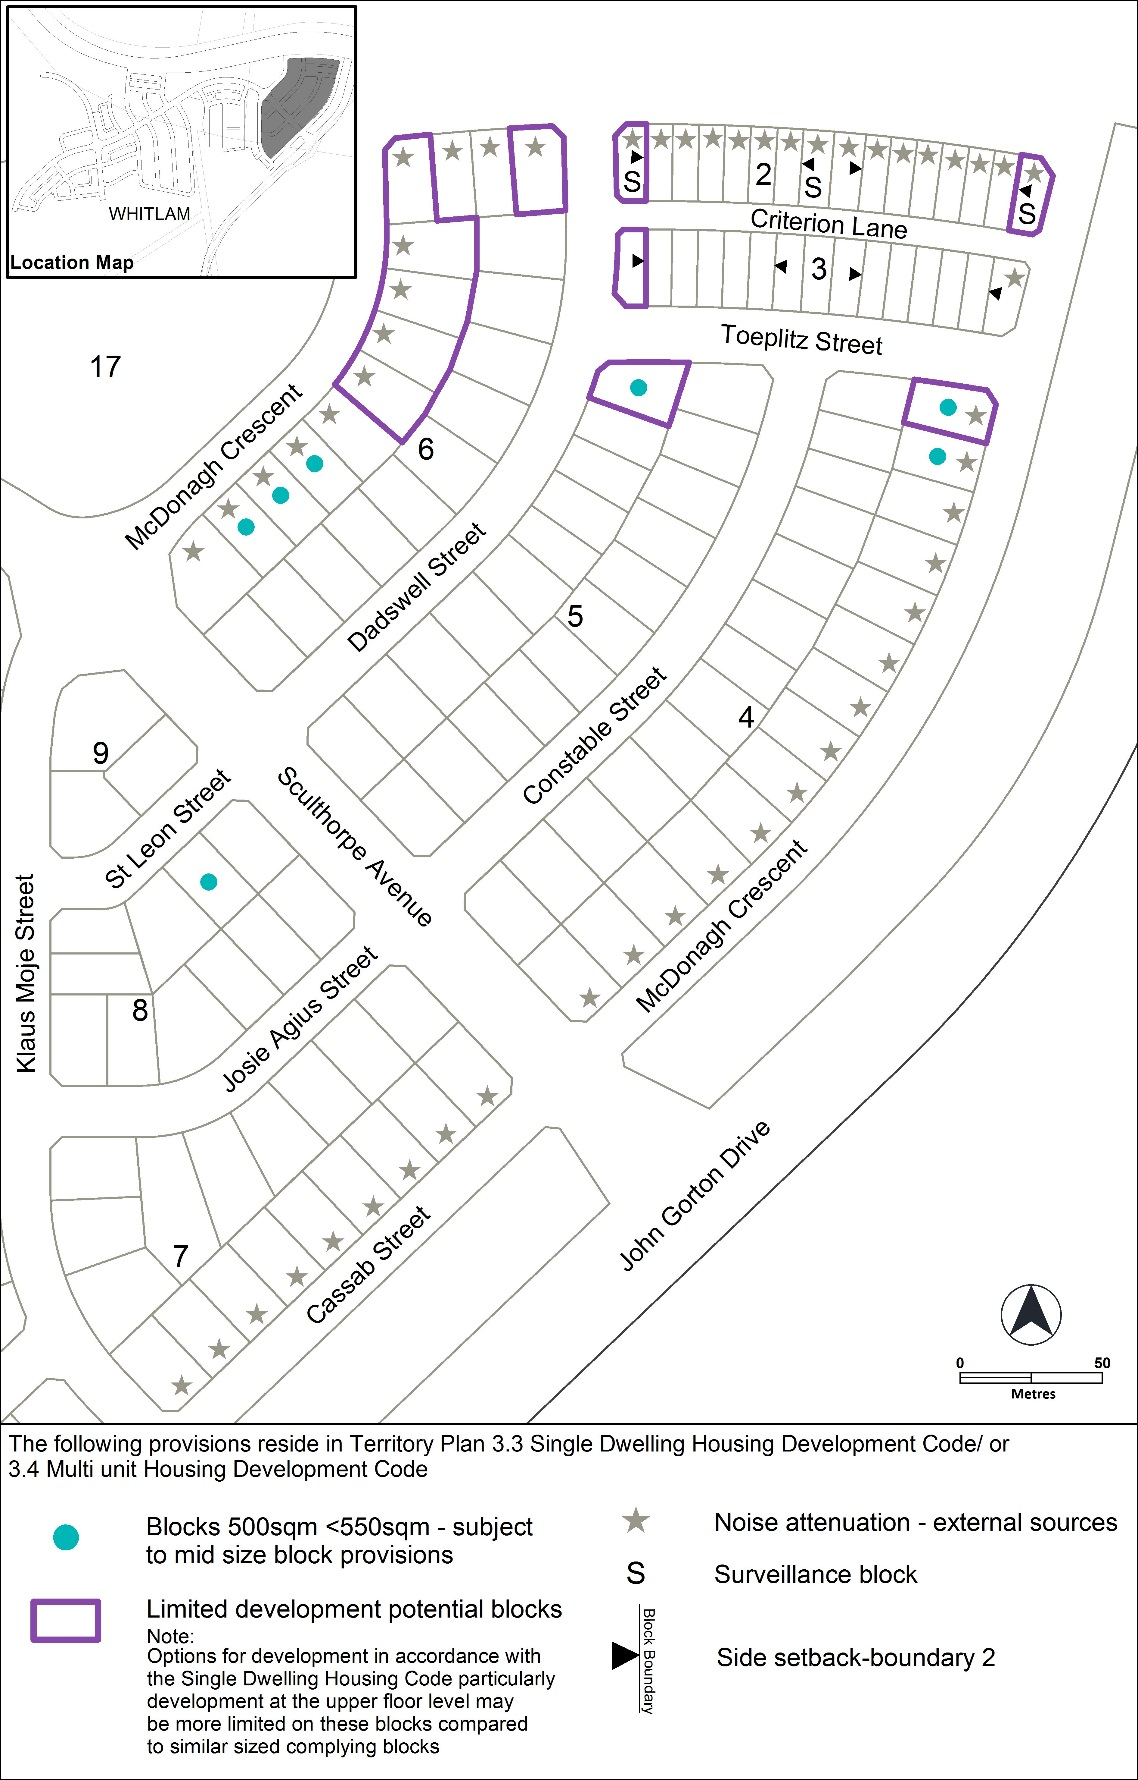 WHITLAM
Location Map
17
2
S
S
S
Criterion Lane
3
Toeplitz Street
McDonagh Crescent
6
Dadswell Street
5
Constable Street
4
9
St Leon Street
Sculthorpe Avenue
McDonagh Crescent
Klaus Moje Street
8
Josie Agius Street
7
Cassab Street
John Gorton Drive
0 50
Metres
The following provisions reside in Territory Plan 3.3 Single Dwelling Housing Development Code/ or
3.4 Multi unit Housing Development Code
Blocks 500sqm <550sqm - subject
to mid size block provisions
Limited development potential blocks
Note:
Options for development in accordance with
the Single Dwelling Housing Code particularly
development at the upper floor level may
be more limited on these blocks compared
to similar sized complying blocks
Noise attenuation - external sources
S Surveillance block
Block Boundary
Side setback-boundary 2